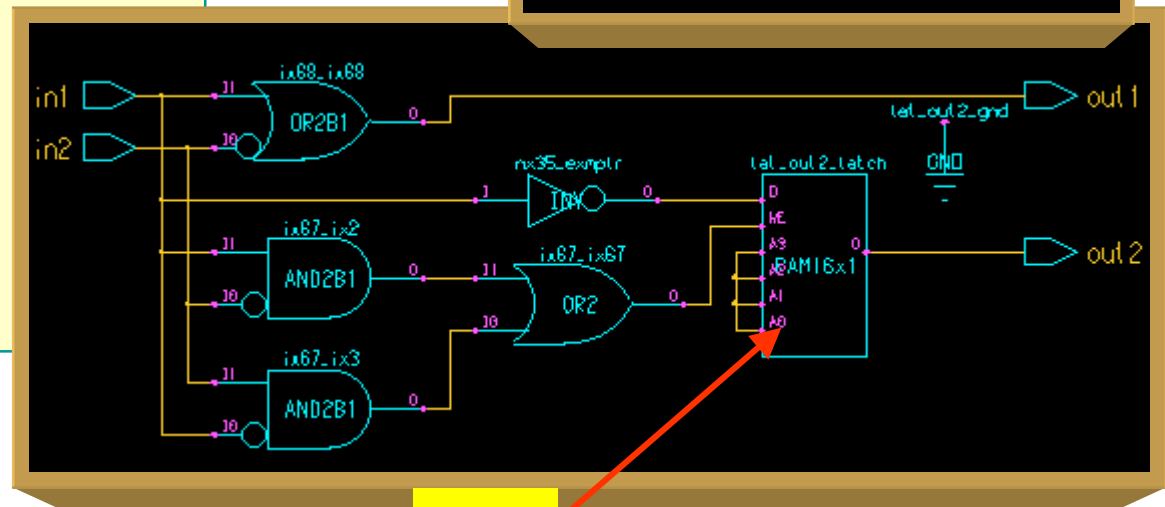 ix68_ix68
in1
I1
OR2B1
O
out1
lat_out2_gnd
in2
I0
GND
nx35_exmplr
lat_out2_latch
I
INV
O
D
WE
ix67_ix2
I1
AND2B1
O
I0
ix67_ix67
I1
OR2
O
I0
A3
RAM16x1
A1
A0
O
out2
ix67_ix3
I1
AND2B1
O
I0